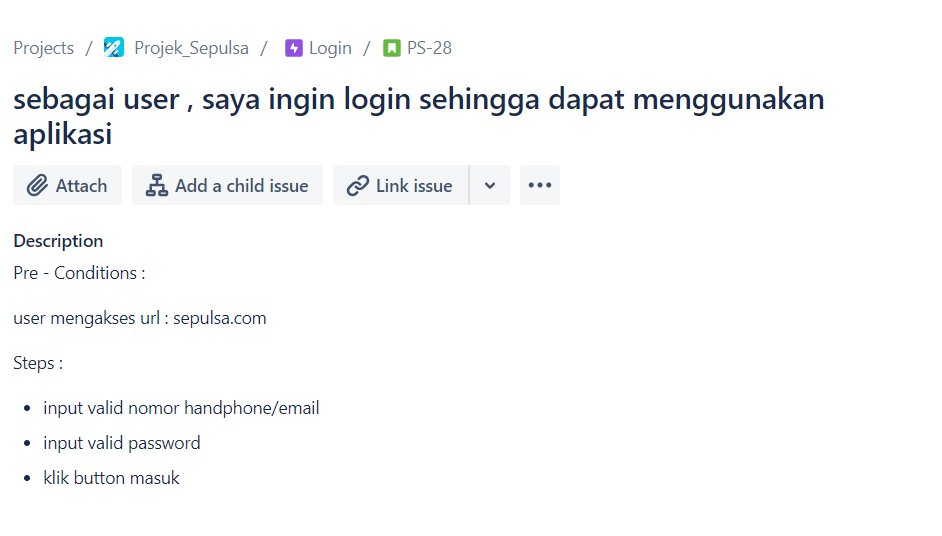 Projects / Projek_Sepulsa / Login / PS-28
sebagai user , saya ingin login sehingga dapat menggunakan
aplikasi
Attach Add a child issue Link issue
Description
Pre - Conditions :
user mengakses url : sepulsa.com
Steps :
• input valid nomor handphone/email
• input valid password
• klik button masuk